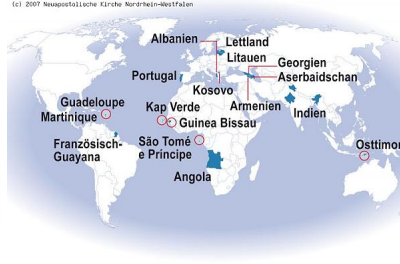 (c) 2007 Neuapostolische Kirche Nordrhein-Westfalen
Albanien
Lettland
Litauen
Georgien
Portugal
Aserbaidschan
Kosovo
Guadeloupe
Kap Verde
Armenien
Martinique
Guinea Bissau
Indien
Französisch-
Guayana
São Tomé
e Príncipe
Osttimor
Angola